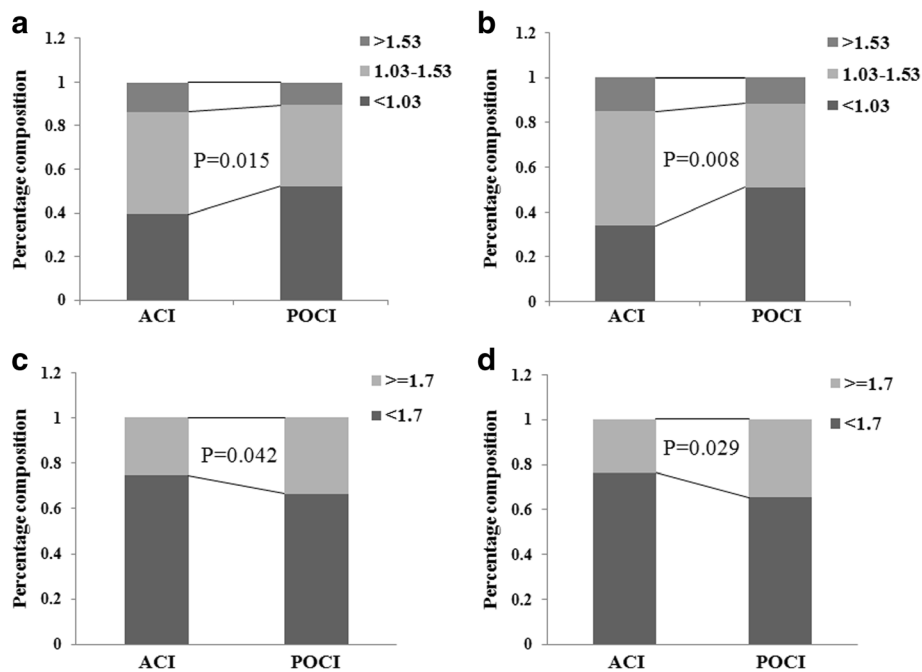 a
1.2
1
0.8
0.6
0.4
0.2
0
Percentage composition
>1.53
1.03-1.53
<1.03
P=0.015
ACI POCI
b
1.2
1
0.8
0.6
0.4
0.2
0
Percentage composition
>1.53
1.03-1.53
<1.03
P=0.008
ACI POCI
c
1.2
1
0.8
0.6
0.4
0.2
0
Percentage composition
>=1.7
<1.7
P=0.042
ACI POCI
d
1.2
1
0.8
0.6
0.4
0.2
0
Percentage composition
>=1.7
<1.7
P=0.029
ACI POCI